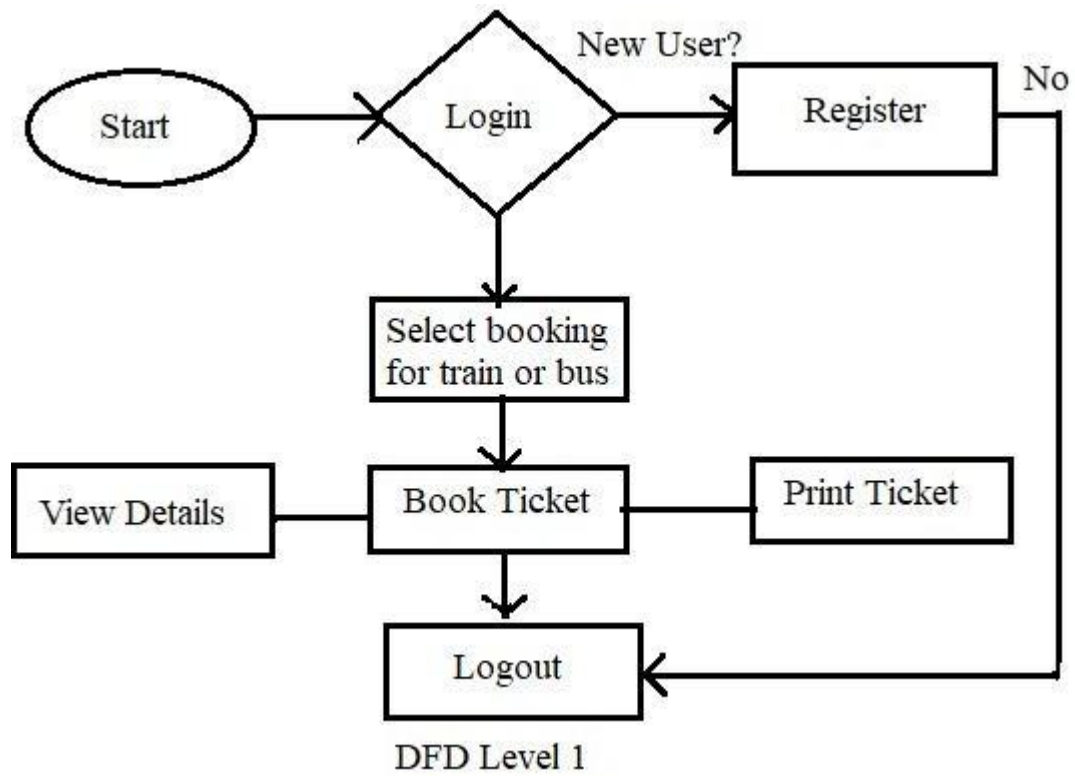 New User?
No
Start
Login
Register
Select booking
for train or bus
View Details
Book Ticket
Print Ticket
Logout
DFD Level 1